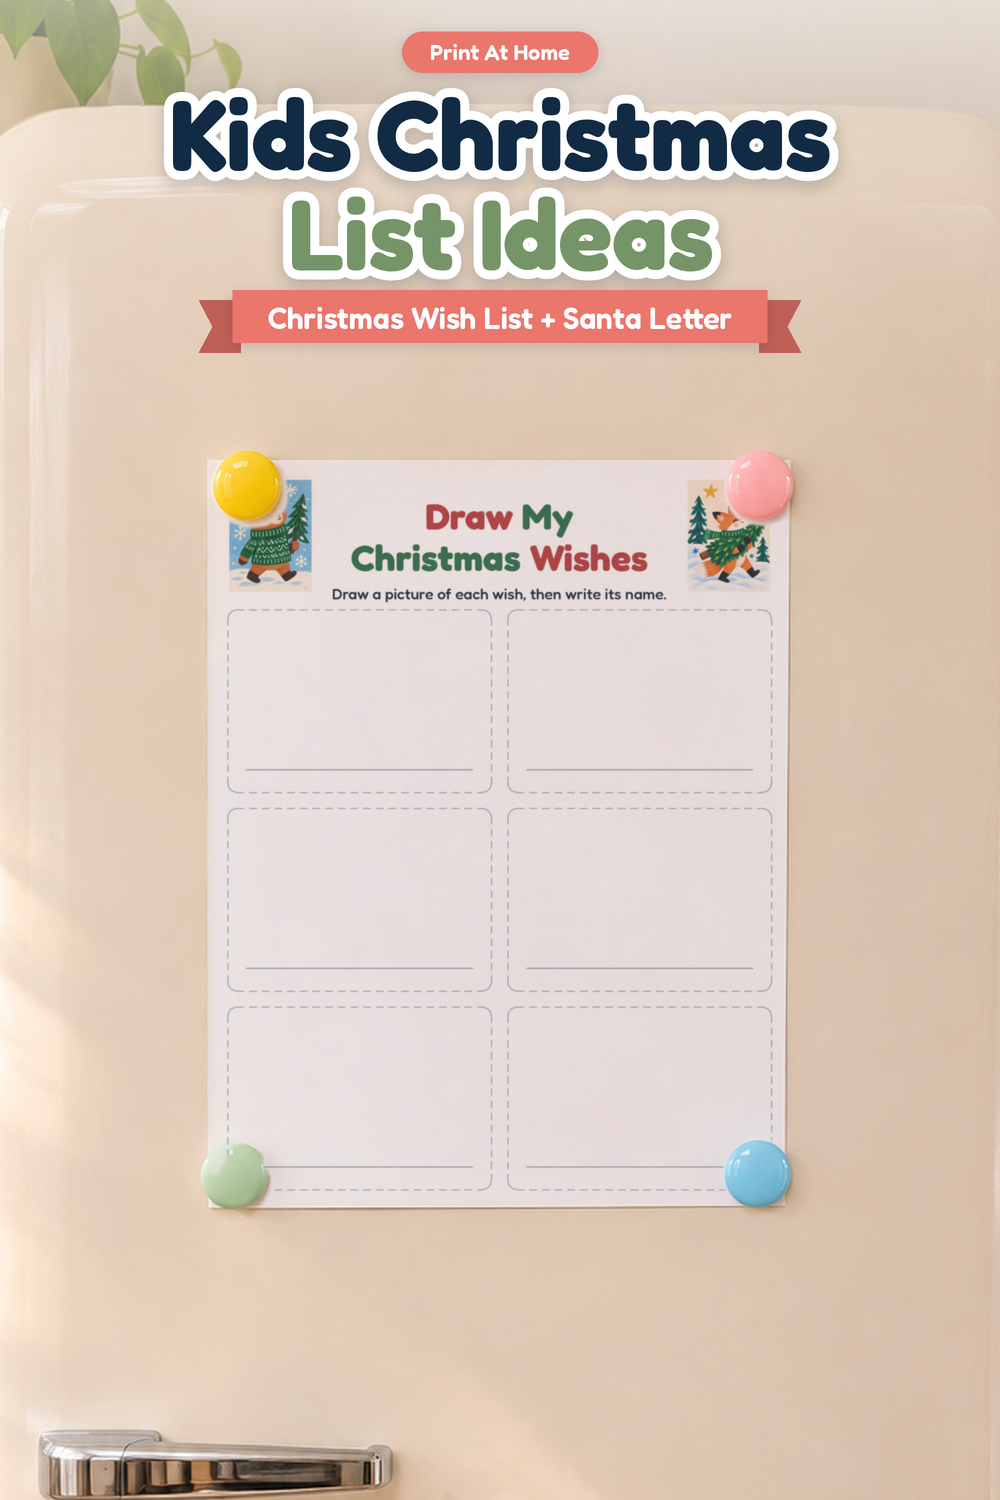 Print At Home
Kids Christmas
List Ideas
Christmas Wish List + Santa Letter
Draw My
Christmas Wishes
Draw a picture of each wish, then write its name.